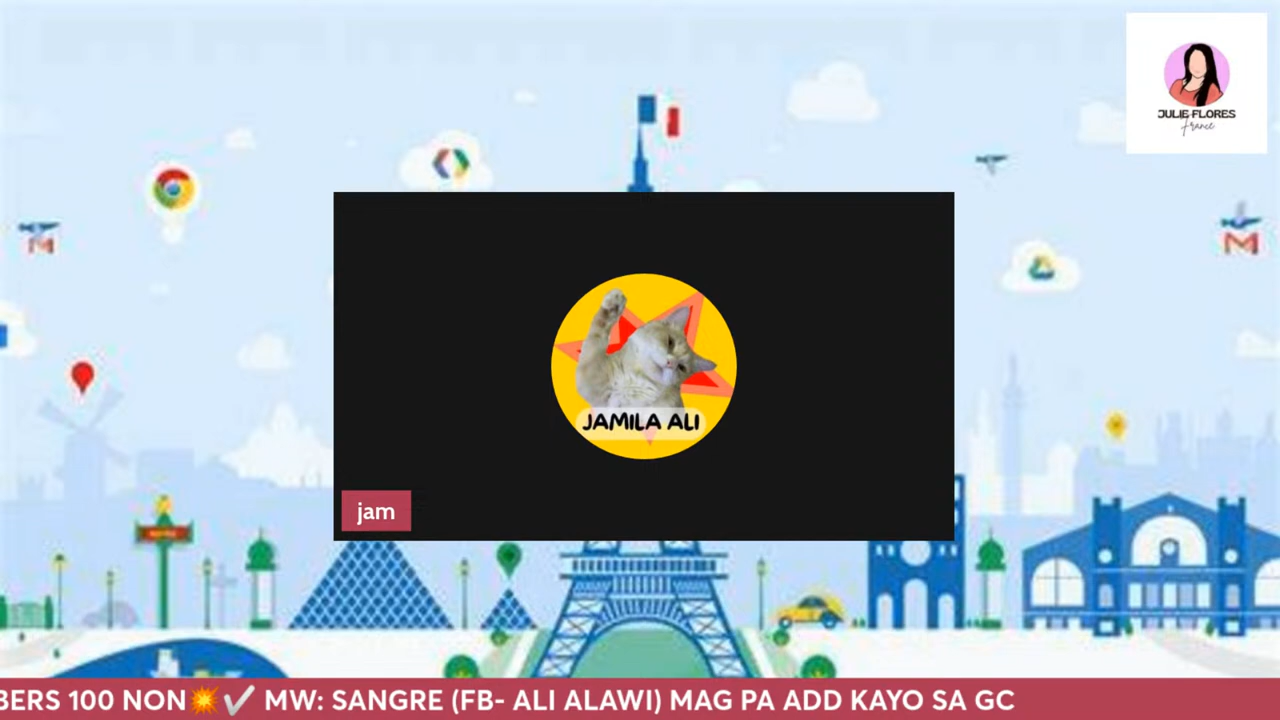 JULIE FLORES
France
JAMILA ALI
jam
BERS 100 NON💥✔️ MW: SANGRE (FB- ALI ALAWI) MAG PA ADD KAYO SA GC